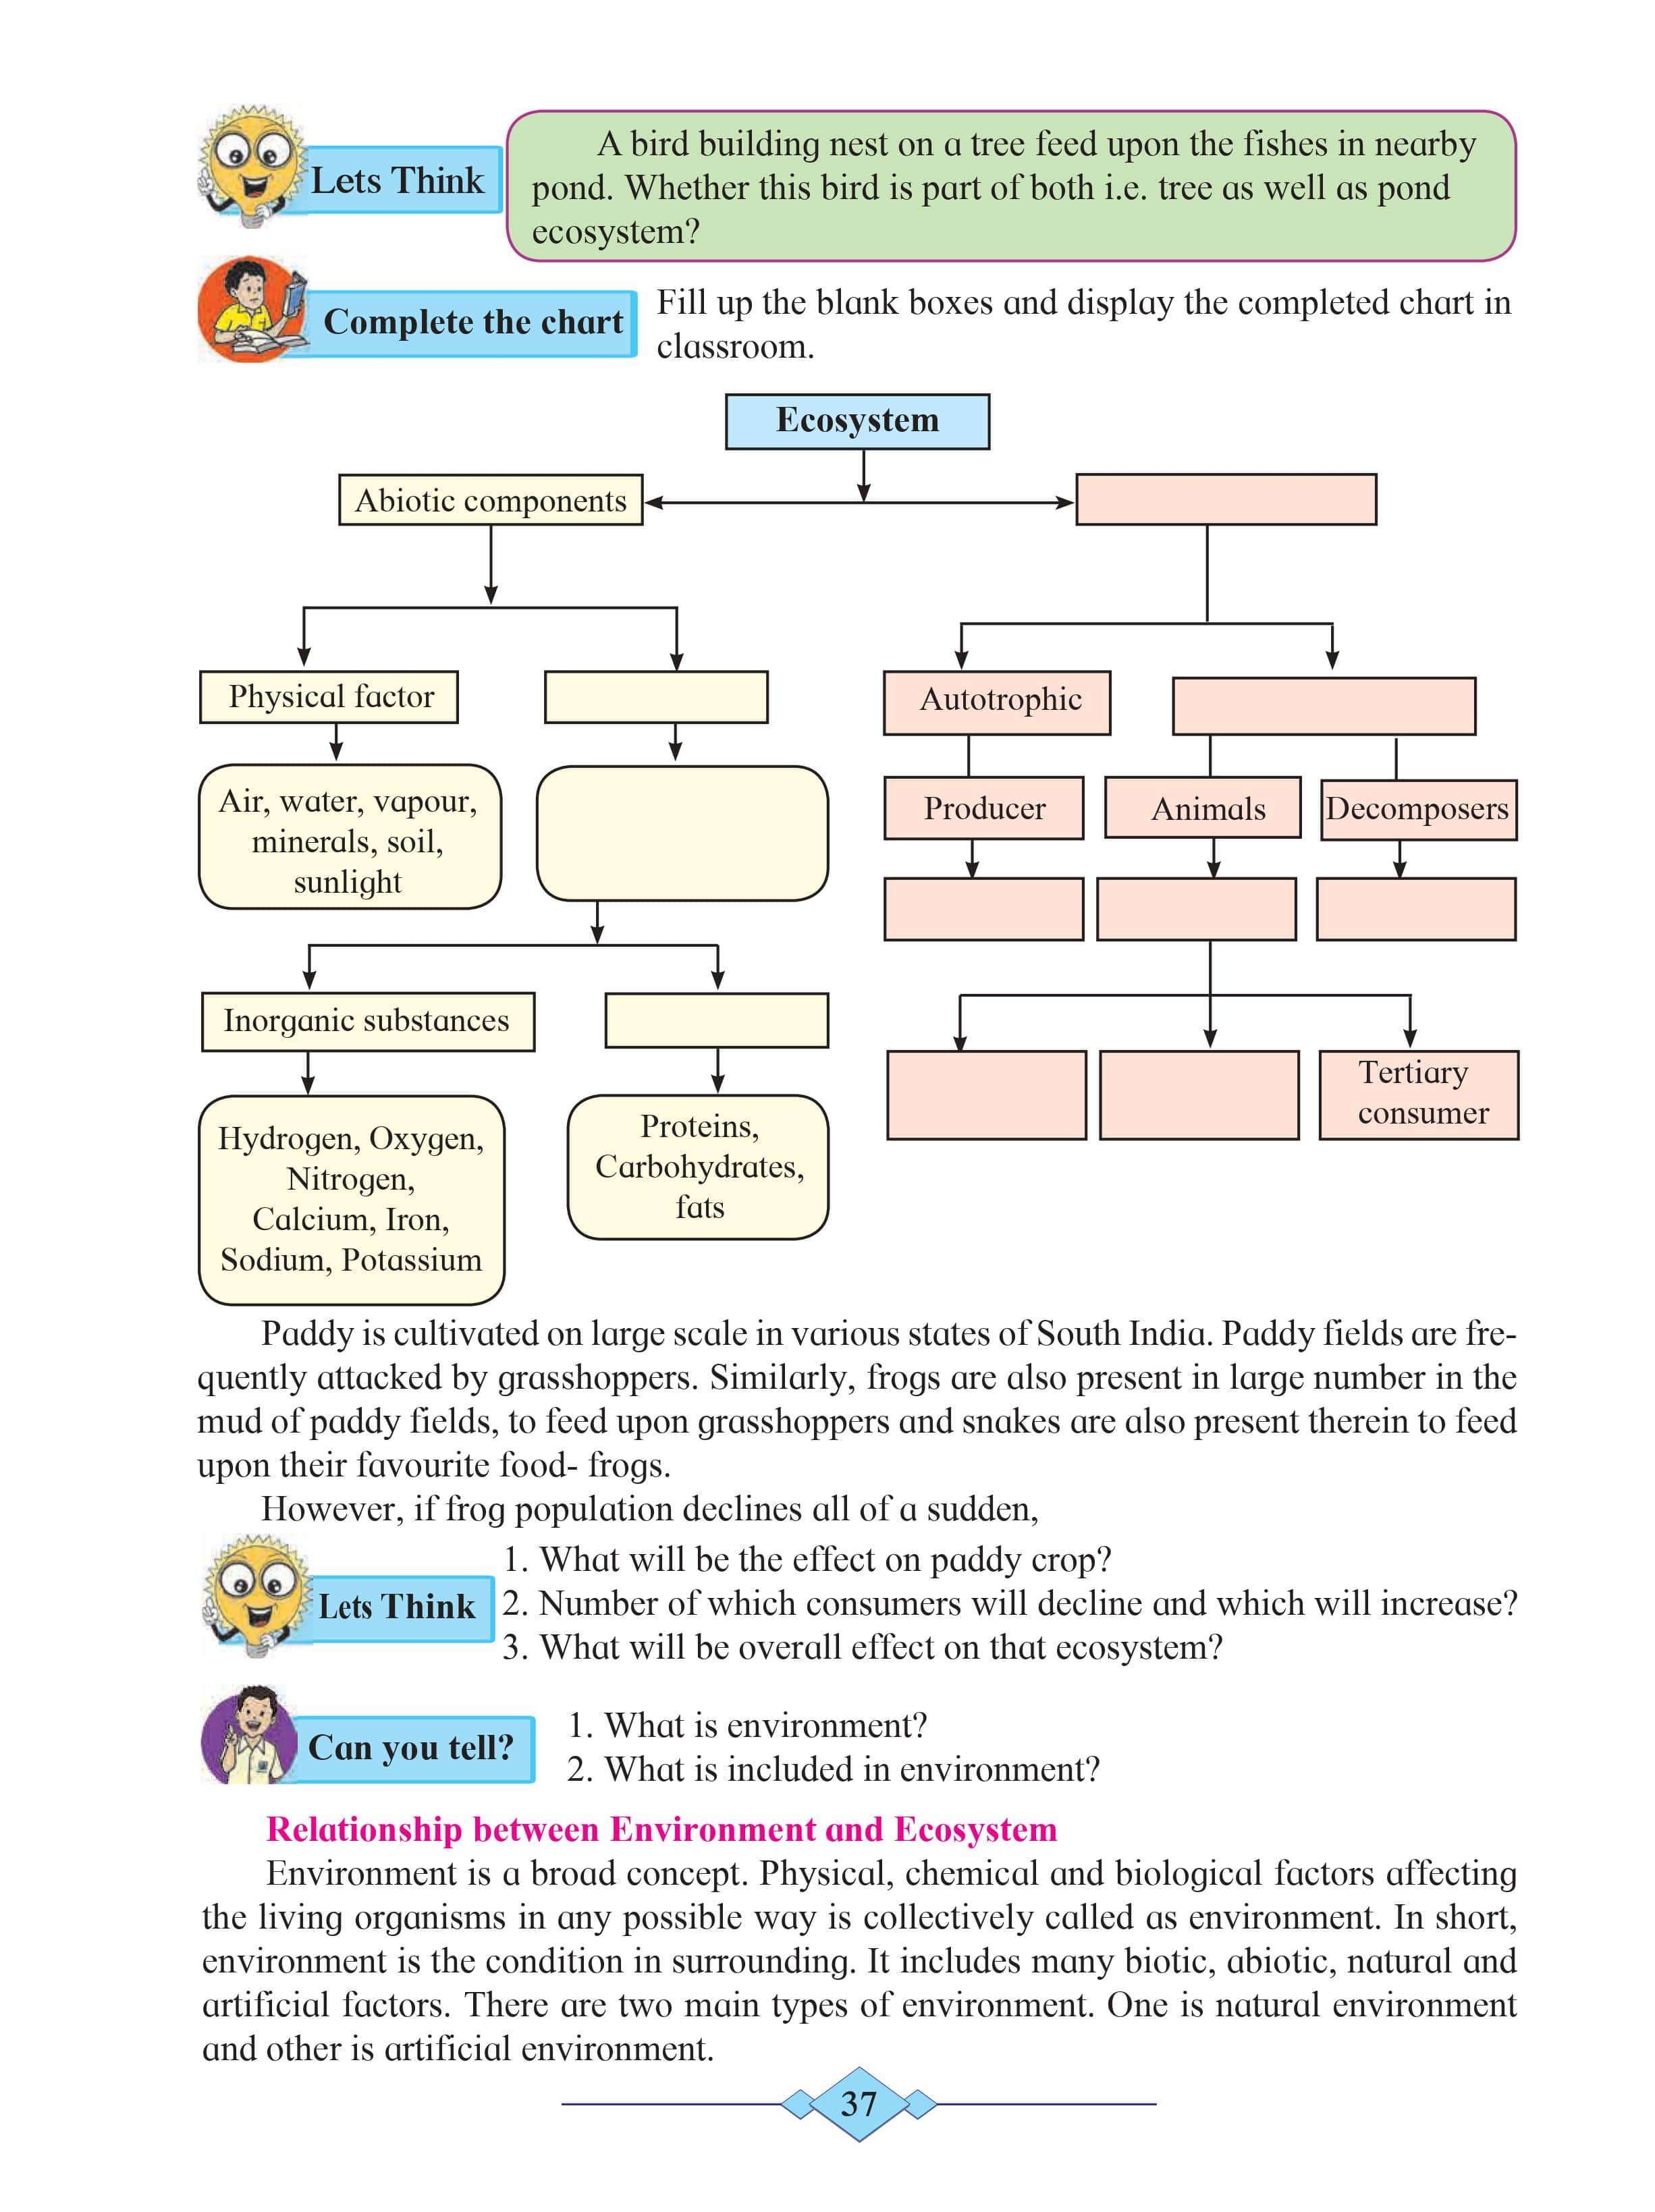 Lets Think
A bird building nest on a tree feed upon the fishes in nearby
pond. Whether this bird is part of both i.e. tree as well as pond
ecosystem?
Complete the chart
Fill up the blank boxes and display the completed chart in
classroom.
Ecosystem
Abiotic components
Physical factor
Autotrophic
Air, water, vapour,
minerals, soil,
sunlight
Producer
Animals
Decomposers
Inorganic substances
Tertiary
consumer
Hydrogen, Oxygen,
Nitrogen,
Calcium, Iron,
Sodium, Potassium
Proteins,
Carbohydrates,
fats
Paddy is cultivated on large scale in various states of South India. Paddy fields are fre-
quently attacked by grasshoppers. Similarly, frogs are also present in large number in the
mud of paddy fields, to feed upon grasshoppers and snakes are also present therein to feed
upon their favourite food- frogs.
However, if frog population declines all of a sudden,
Lets Think
1. What will be the effect on paddy crop?
2. Number of which consumers will decline and which will increase?
3. What will be overall effect on that ecosystem?
Can you tell?
1. What is environment?
2. What is included in environment?
Relationship between Environment and Ecosystem
Environment is a broad concept. Physical, chemical and biological factors affecting
the living organisms in any possible way is collectively called as environment. In short,
environment is the condition in surrounding. It includes many biotic, abiotic, natural and
artificial factors. There are two main types of environment. One is natural environment
and other is artificial environment.
37